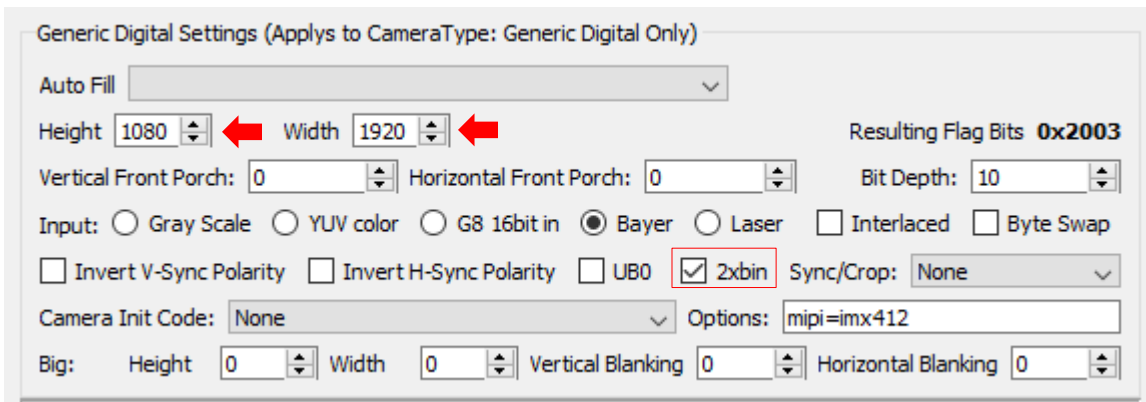 Generic Digital Settings (Applys to CameraType: Generic Digital Only)
Auto Fill
Height 1080 Width 1920 Resulting Flag Bits 0x2003
Vertical Front Porch: 0 Horizontal Front Porch: 0 Bit Depth: 10
Input: Gray Scale YUV color G8 16bit in Bayer Laser Interlaced Byte Swap
Invert V-Sync Polarity Invert H-Sync Polarity UB0 2xbin Sync/Crop: None
Camera Init Code: None Options: mipi=imx412
Big: Height 0 Width 0 Vertical Blanking 0 Horizontal Blanking 0